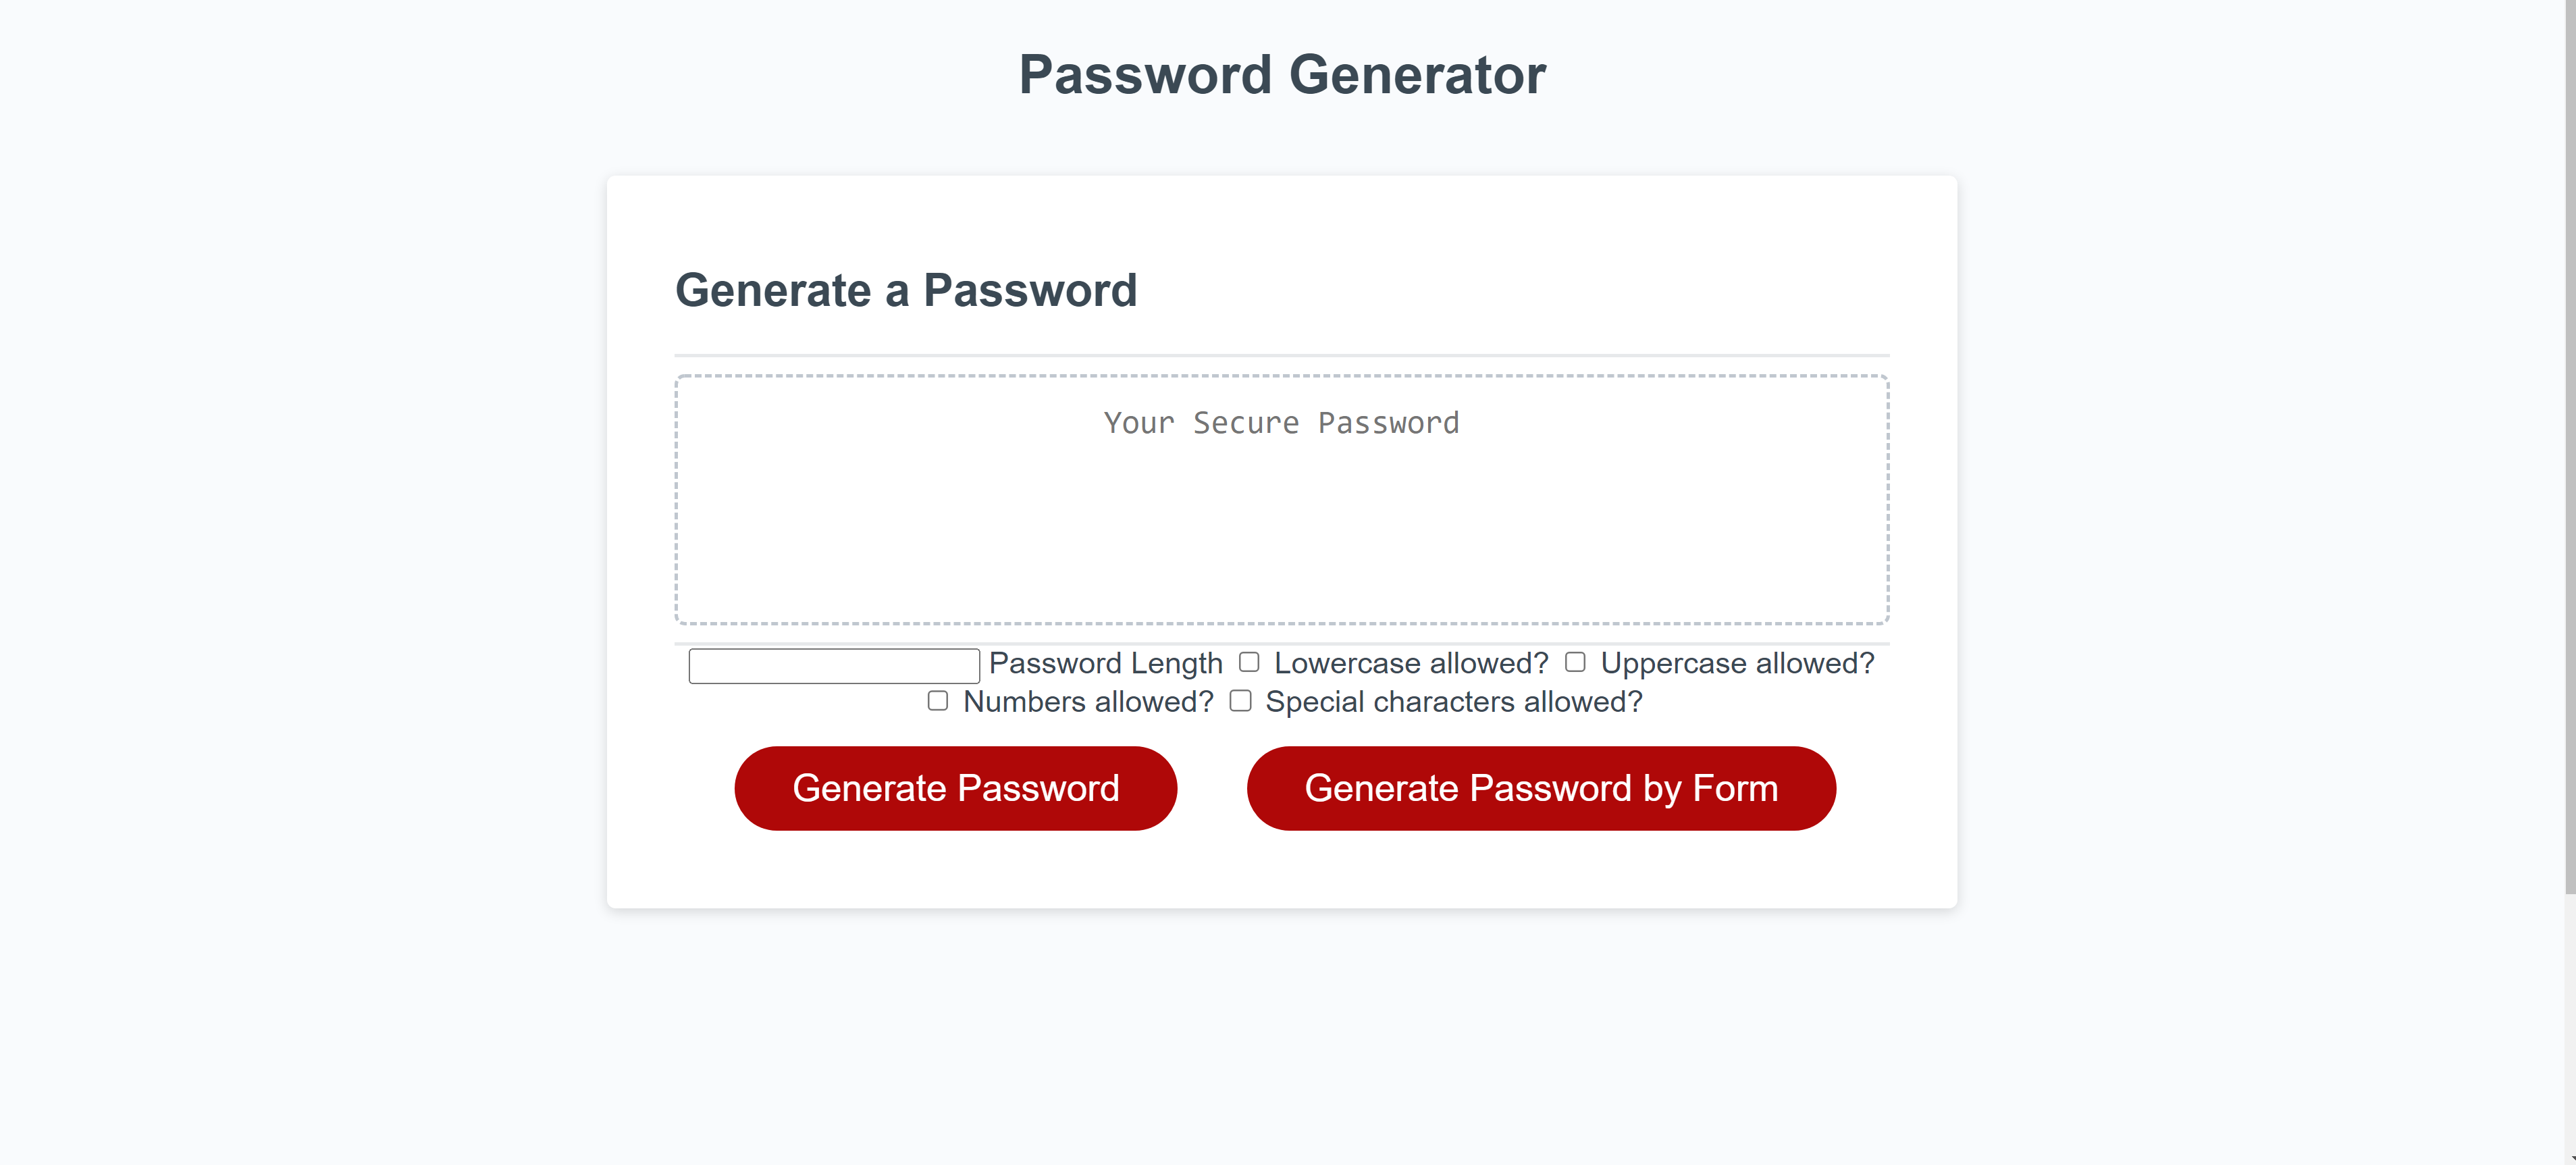 Password Generator
Generate a Password
Your Secure Password
Password Length Lowercase allowed? Uppercase allowed?
Numbers allowed? Special characters allowed?
Generate Password Generate Password by Form